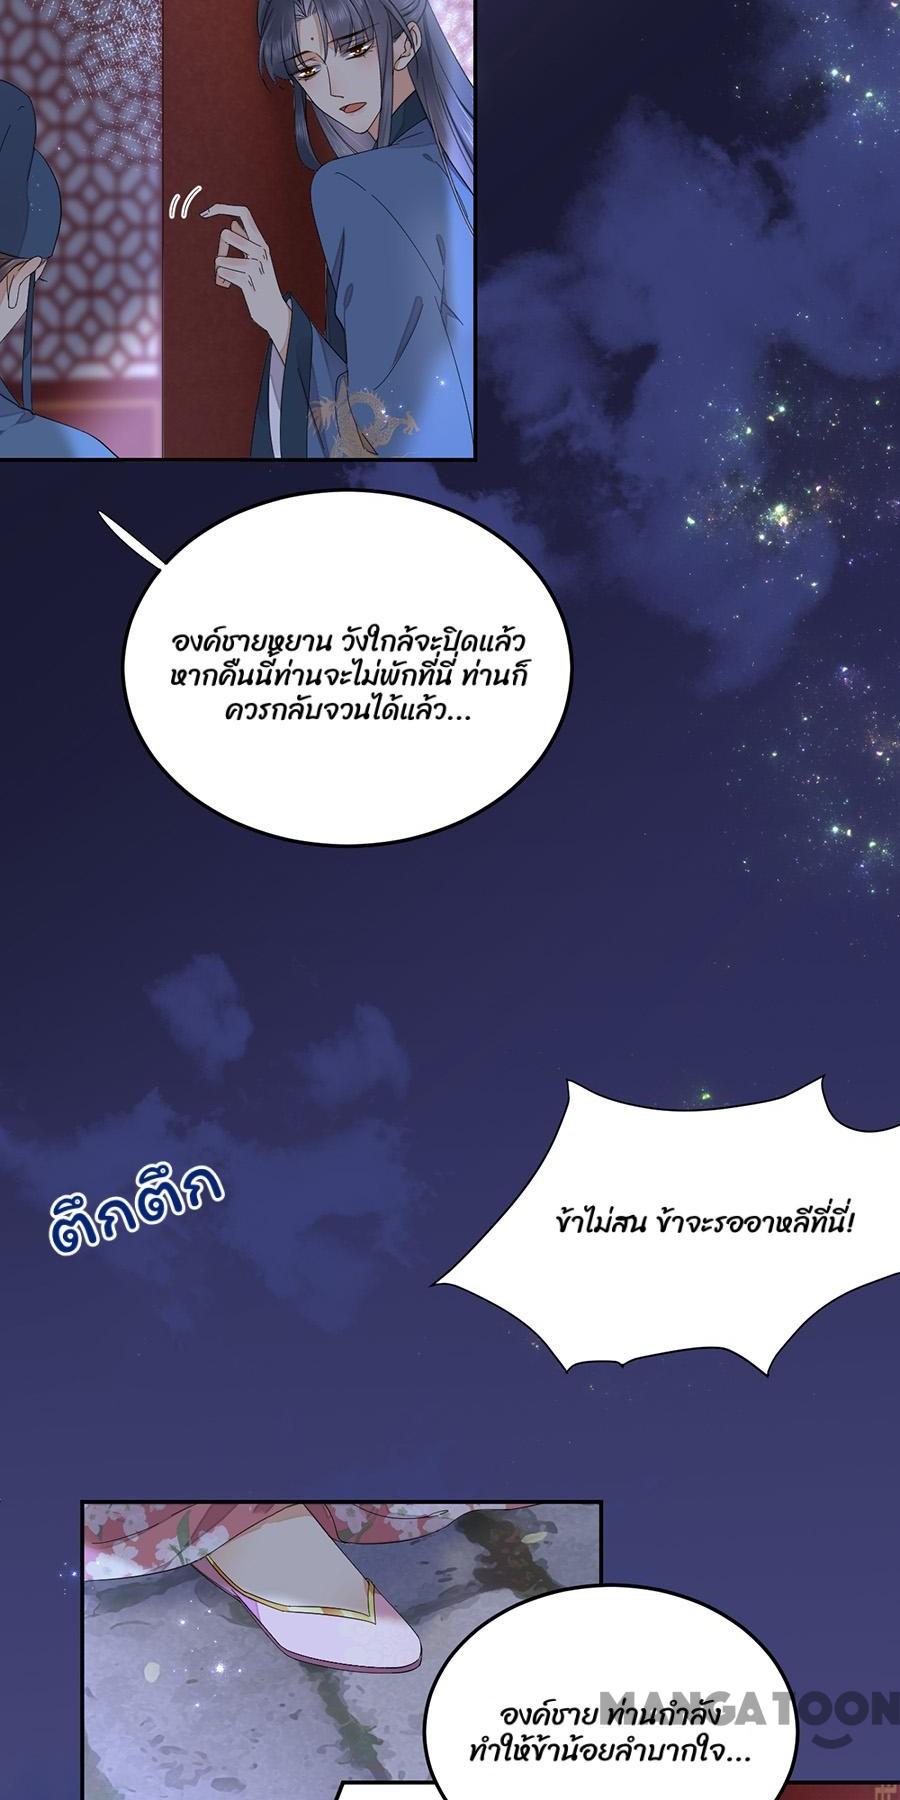 องค์ชายหยาน วังใกล้จะปิดแล้ว
หากคืนนี้ท่านจะไม่พักที่นี่ ท่านก็
ควรกลับจวนได้แล้ว...
ตึกตึก
ข้าไม่สน ข้าจะรออาหลีที่นี่!
องค์ชาย ท่านกำลัง
ทำให้ข้าน้อยลำบากใจ...
MANGATOON